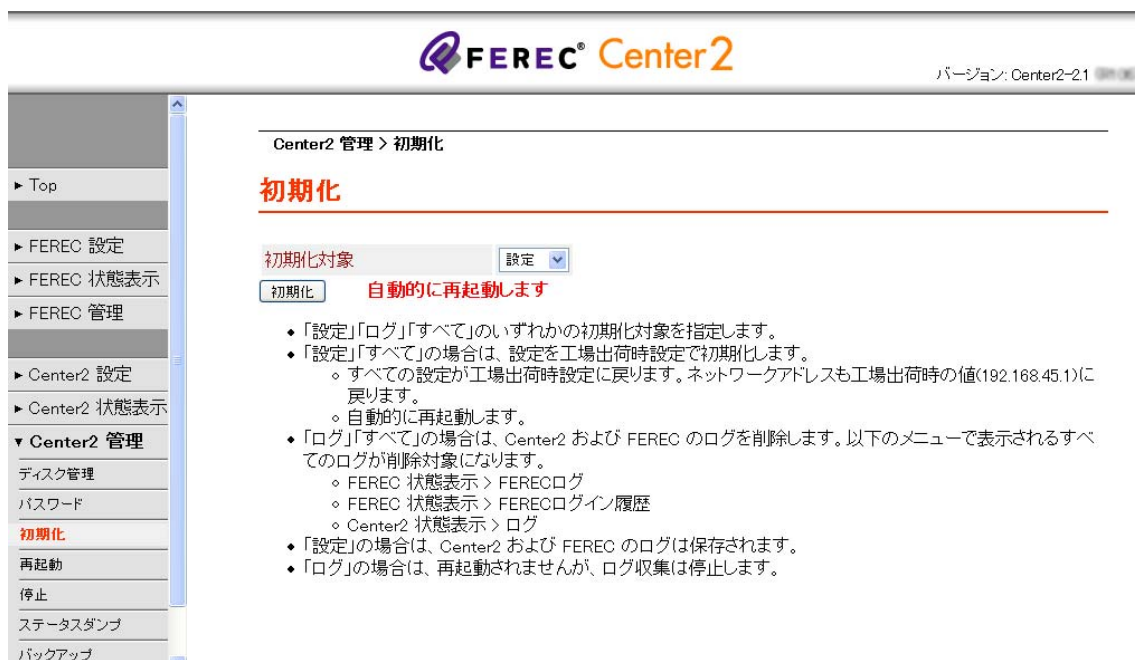 FEREC® Center2
バージョン: Center2-2.1
Center2 管理 > 初期化
► Top
初期化
► FEREC 設定
► FEREC 状態表示
► FEREC 管理
► Center2 設定
► Center2 状態表示
▼ Center2 管理
ディスク管理
パスワード
初期化
再起動
停止
ステータスダンプ
バックアップ
初期化対象 設定
初期化 自動的に再起動します
• 「設定」「ログ」「すべて」のいずれかの初期化対象を指定します。
• 「設定」「すべて」の場合は、設定を工場出荷時設定で初期化します。
◦ すべての設定が工場出荷時設定に戻ります。ネットワークアドレスも工場出荷時の値(192.168.45.1)に
戻ります。
◦ 自動的に再起動します。
• 「ログ」「すべて」の場合は、Center2 および FEREC のログを削除します。以下のメニューで表示されるすべ
てのログが削除対象になります。
◦ FEREC 状態表示 > FERECログ
◦ FEREC 状態表示 > FERECログイン履歴
◦ Center2 状態表示 > ログ
• 「設定」の場合は、Center2 および FEREC のログは保存されます。
• 「ログ」の場合は、再起動されませんが、ログ収集は停止します。